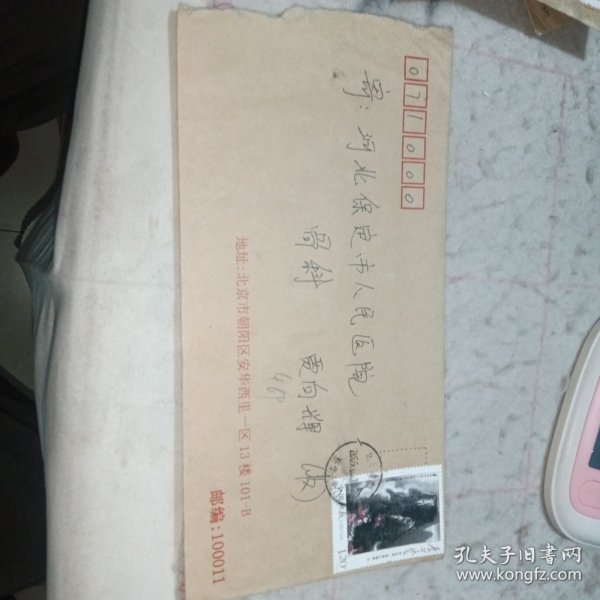 071000
寄:河北保定市人民医院
骨科
向辉 收
地址:北京市朝阳区安华西里一区13楼101-B
邮编:100011
1.20
孔夫子旧书网
www.kongfz.com